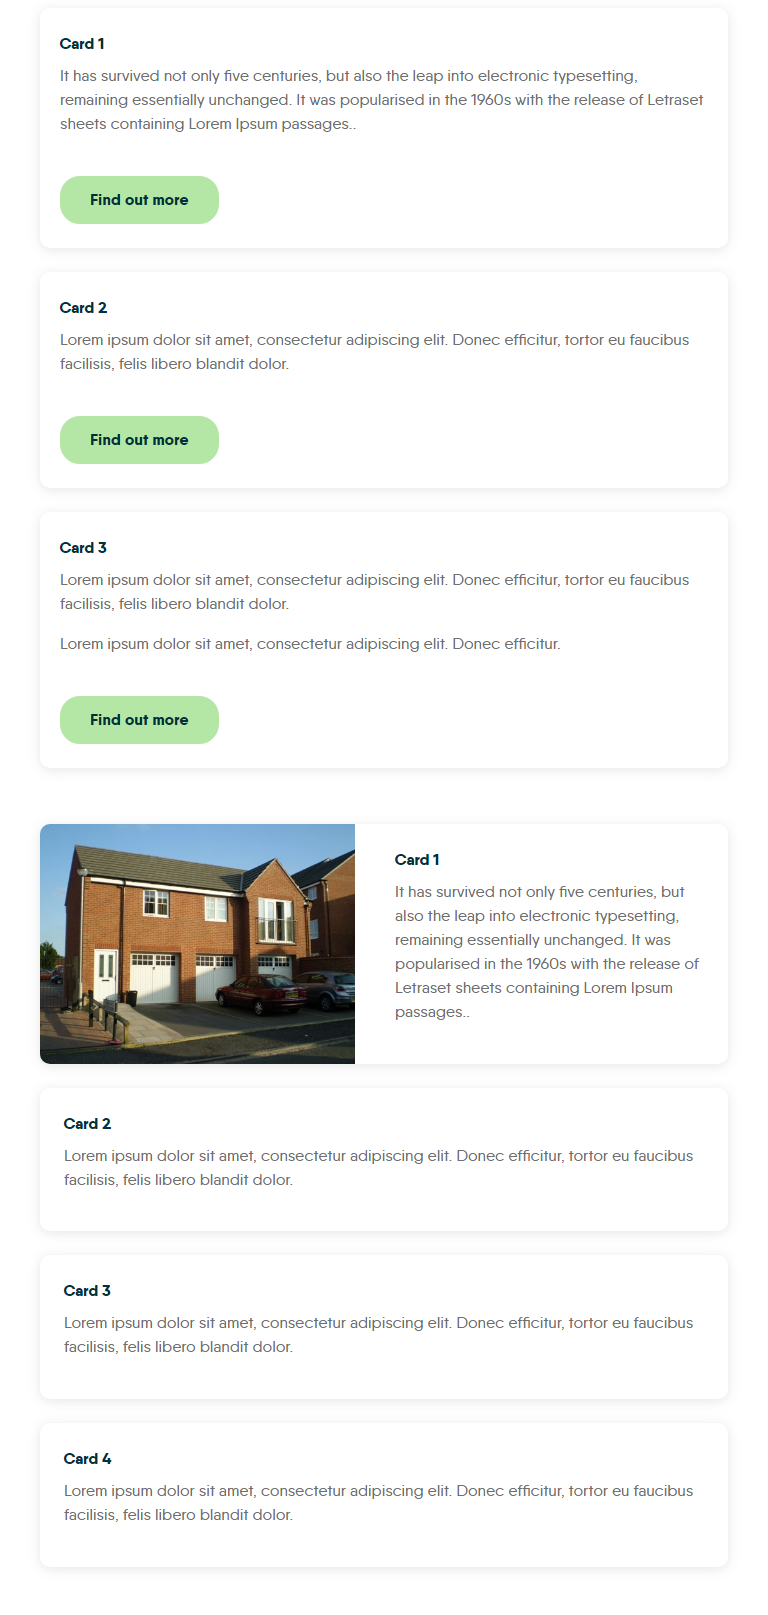 Card 1
It has survived not only five centuries, but also the leap into electronic typesetting,
remaining essentially unchanged. It was popularised in the 1960s with the release of Letraset
sheets containing Lorem Ipsum passages..
Find out more
Card 2
Lorem ipsum dolor sit amet, consectetur adipiscing elit. Donec efficitur, tortor eu faucibus
facilisis, felis libero blandit dolor.
Find out more
Card 3
Lorem ipsum dolor sit amet, consectetur adipiscing elit. Donec efficitur, tortor eu faucibus
facilisis, felis libero blandit dolor.
Lorem ipsum dolor sit amet, consectetur adipiscing elit. Donec efficitur.
Find out more
Card 1
It has survived not only five centuries, but
also the leap into electronic typesetting,
remaining essentially unchanged. It was
popularised in the 1960s with the release of
Letraset sheets containing Lorem Ipsum
passages..
Card 2
Lorem ipsum dolor sit amet, consectetur adipiscing elit. Donec efficitur, tortor eu faucibus
facilisis, felis libero blandit dolor.
Card 3
Lorem ipsum dolor sit amet, consectetur adipiscing elit. Donec efficitur, tortor eu faucibus
facilisis, felis libero blandit dolor.
Card 4
Lorem ipsum dolor sit amet, consectetur adipiscing elit. Donec efficitur, tortor eu faucibus
facilisis, felis libero blandit dolor.